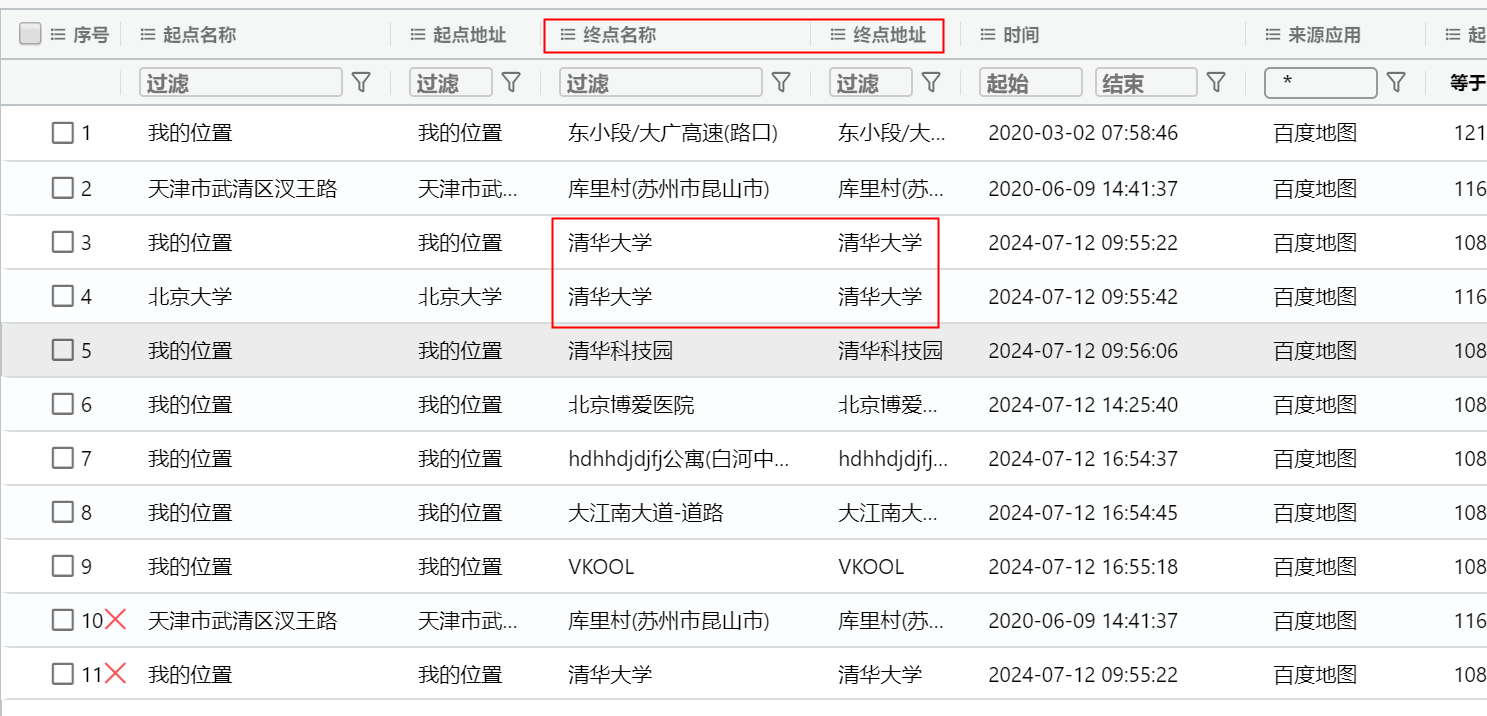 序号 起点名称 起点地址 终点名称 终点地址 时间 来源应用 起
过滤 过滤 过滤 过滤 起始 结束 * 等于
1 我的位置 我的位置 东小段/大广高速(路口) 东小段/大... 2020-03-02 07:58:46 百度地图 121
2 天津市武清区汊王路 天津市武... 库里村(苏州市昆山市) 库里村(苏... 2020-06-09 14:41:37 百度地图 116
3 我的位置 我的位置 清华大学 清华大学 2024-07-12 09:55:22 百度地图 108
4 北京大学 北京大学 清华大学 清华大学 2024-07-12 09:55:42 百度地图 116
5 我的位置 我的位置 清华科技园 清华科技园 2024-07-12 09:56:06 百度地图 108
6 我的位置 我的位置 北京博爱医院 北京博爱... 2024-07-12 14:25:40 百度地图 108
7 我的位置 我的位置 hdhhdjdjfj公寓(白河中... hdhhdjdjfj... 2024-07-12 16:54:37 百度地图 108
8 我的位置 我的位置 大江南大道-道路 大江南大... 2024-07-12 16:54:45 百度地图 108
9 我的位置 我的位置 VKOOL VKOOL 2024-07-12 16:55:18 百度地图 108
10 天津市武清区汊王路 天津市武... 库里村(苏州市昆山市) 库里村(苏... 2020-06-09 14:41:37 百度地图 116
11 我的位置 我的位置 清华大学 清华大学 2024-07-12 09:55:22 百度地图 108